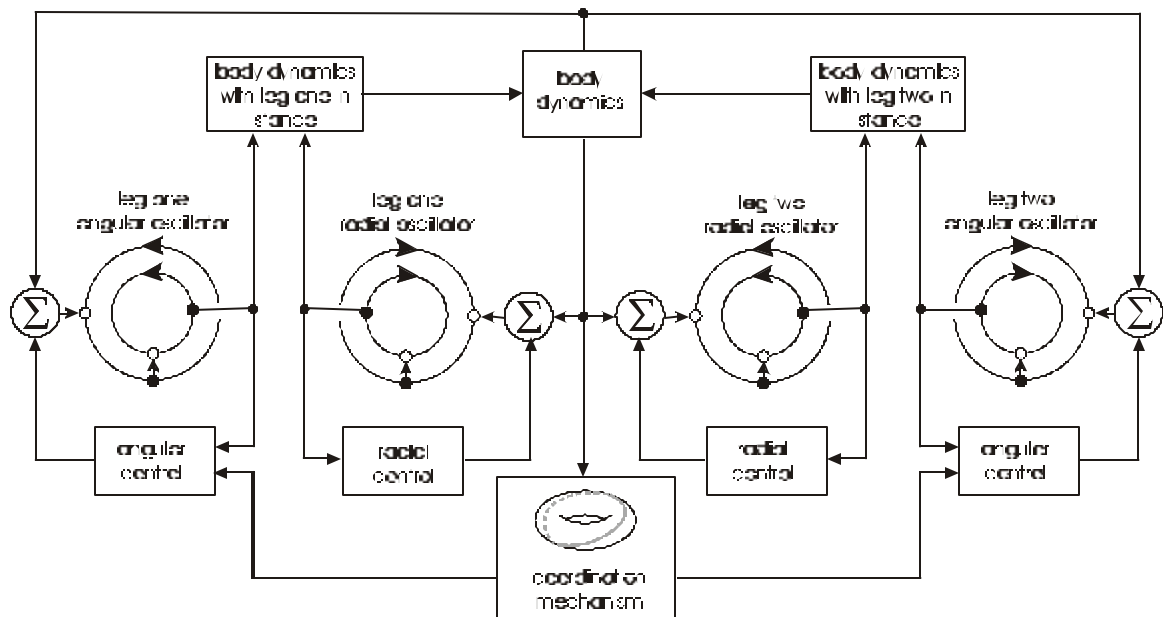 body dynamics
with leg one in
stance
body
dynamics
body dynamics
with leg two in
stance
leg one
angular oscillator
leg one
radial oscillator
leg two
radial oscillator
leg two
angular oscillator
Σ
Σ
Σ
Σ
angular
control
radial
control
radial
control
angular
control
coordination
mechanism